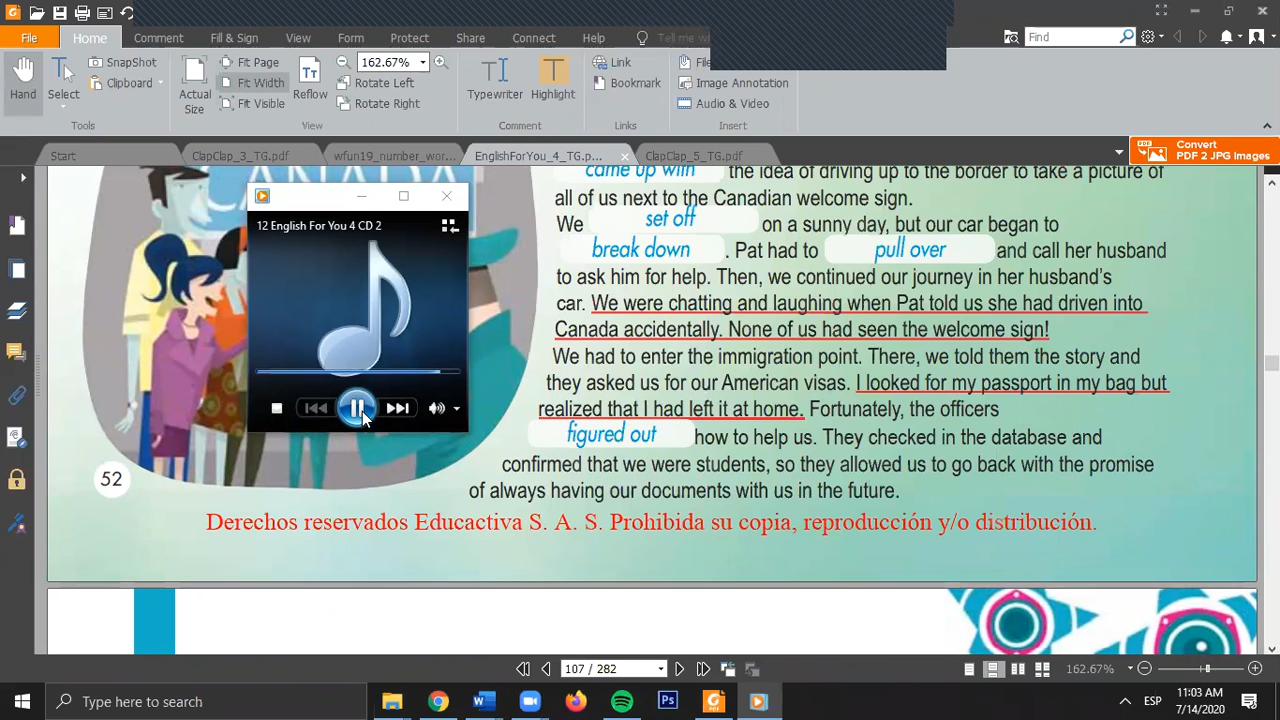 File Home Comment Fill & Sign View Form Protect Share Connect Help Tell me Find
SnapShot Fit Page 162.67% Link File Image Annotation
Clipboard Fit Width Rotate Left Bookmark Audio & Video
Hand Select Actual Size Reflow Fit Visible Rotate Right Typewriter Highlight
Tools View Comment Links Insert
Convert
PDF 2 JPG Images
Start ClapClap_3_TG.pdf wfun19_number_wor... EnglishForYou_4_TG.p... ClapClap_5_TG.pdf
CANADA
12 English For You 4 CD 2
came up with the idea of driving up to the border to take a picture of
all of us next to the Canadian welcome sign.
We set off on a sunny day, but our car began to
break down . Pat had to pull over and call her husband
to ask him for help. Then, we continued our journey in her husband's
car. We were chatting and laughing when Pat told us she had driven into
Canada accidentally. None of us had seen the welcome sign!
We had to enter the immigration point. There, we told them the story and
they asked us for our American visas. I looked for my passport in my bag but
realized that I had left it at home. Fortunately, the officers
figured out how to help us. They checked in the database and
confirmed that we were students, so they allowed us to go back with the promise
of always having our documents with us in the future.
52
Derechos reservados Educactiva S. A. S. Prohibida su copia, reproducción y/o distribución.
107 / 282 162.67%
Type here to search ESP 11:03 AM
7/14/2020